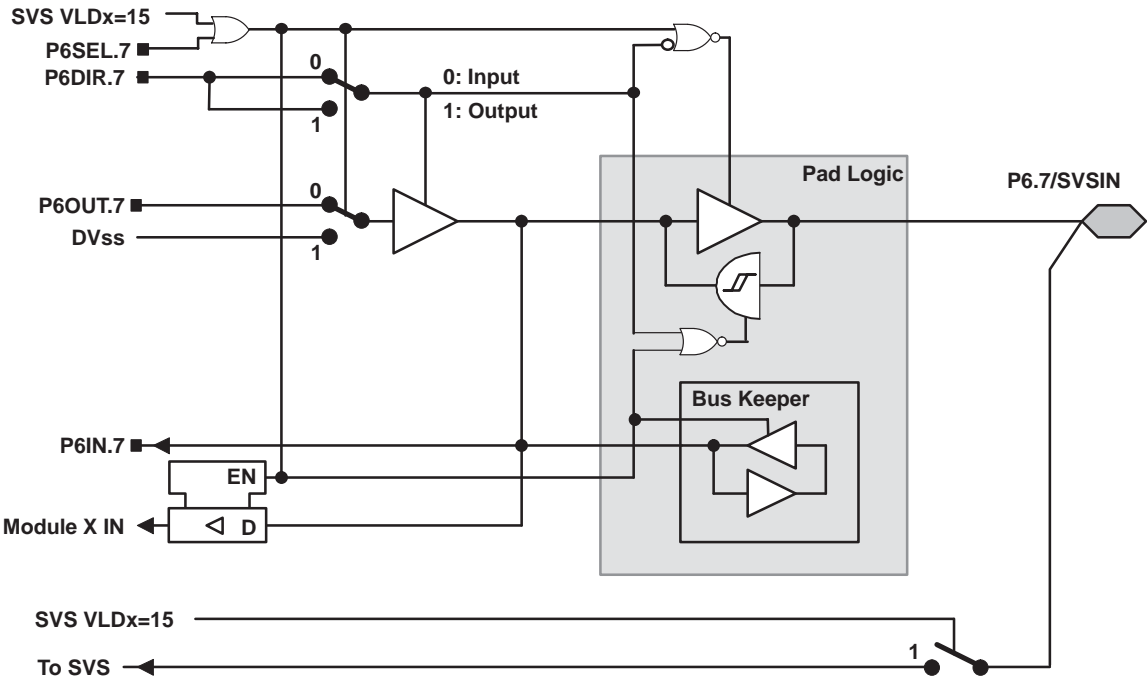 SVS VLDx=15
P6SEL.7
P6DIR.7
0
1
0: Input
1: Output
Pad Logic
P6.7/SVSIN
P6OUT.7
0
DVss
1
Bus Keeper
P6IN.7
EN
D
Module X IN
SVS VLDx=15
1
To SVS